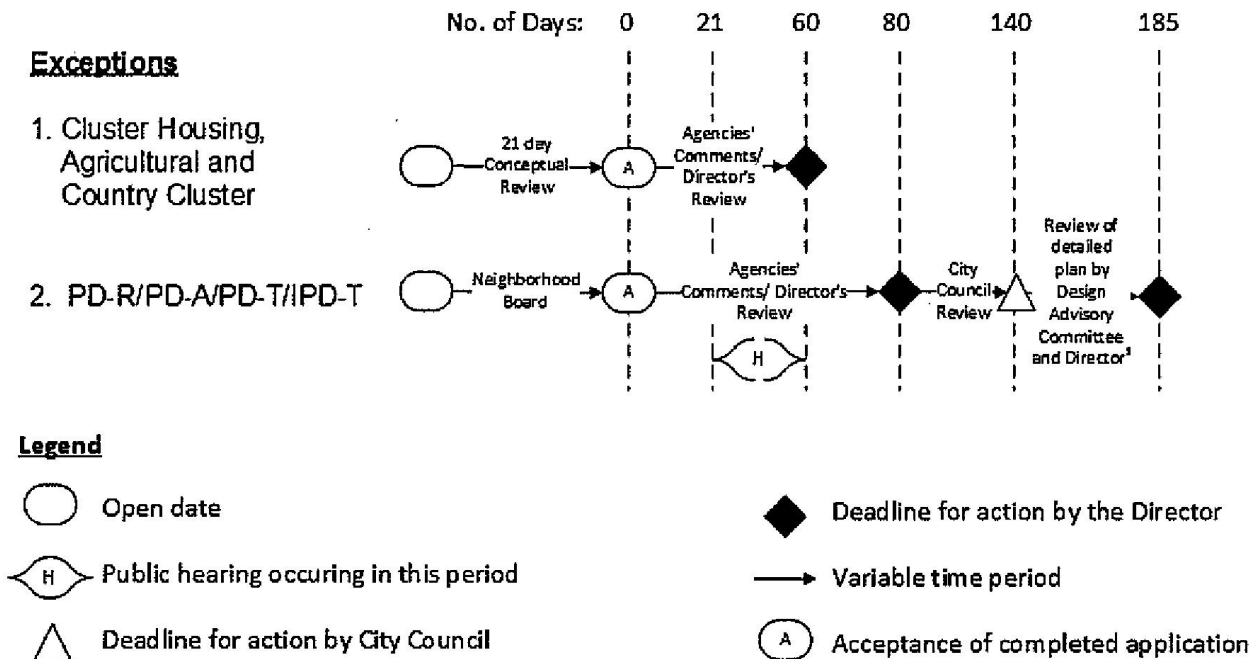 No. of Days: 0 21 60 80 140 185
Exceptions
1. Cluster Housing,
Agricultural and
Country Cluster
21 day
Conceptual
Review
A
Agencies'
Comments/
Director's
Review
2. PD-R/PD-A/PD-T/IPD-T
Neighborhood
Board
A
Agencies'
Comments/ Director's
Review
H
City
Council
Review
Review of
detailed
plan by
Design
Advisory
Committee
and Director
Legend
Open date
H Public hearing occuring in this period
Deadline for action by City Council
Deadline for action by the Director
Variable time period
A Acceptance of completed application